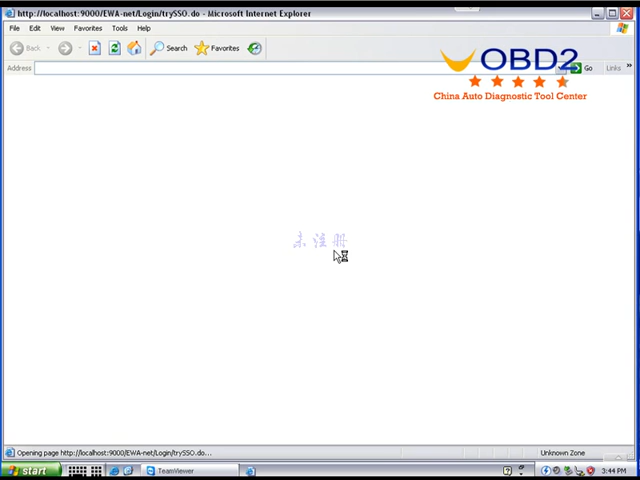 http://localhost:9000/EWA-net/Login/trySSO.do - Microsoft Internet Explorer
File Edit View Favorites Tools Help
Back Search Favorites
Address Go Links »
OBD2
China Auto Diagnostic Tool Center
未注册
Opening page http://localhost:9000/EWA-net/Login/trySSO.do...
Unknown Zone
start TeamViewer 3:44 PM